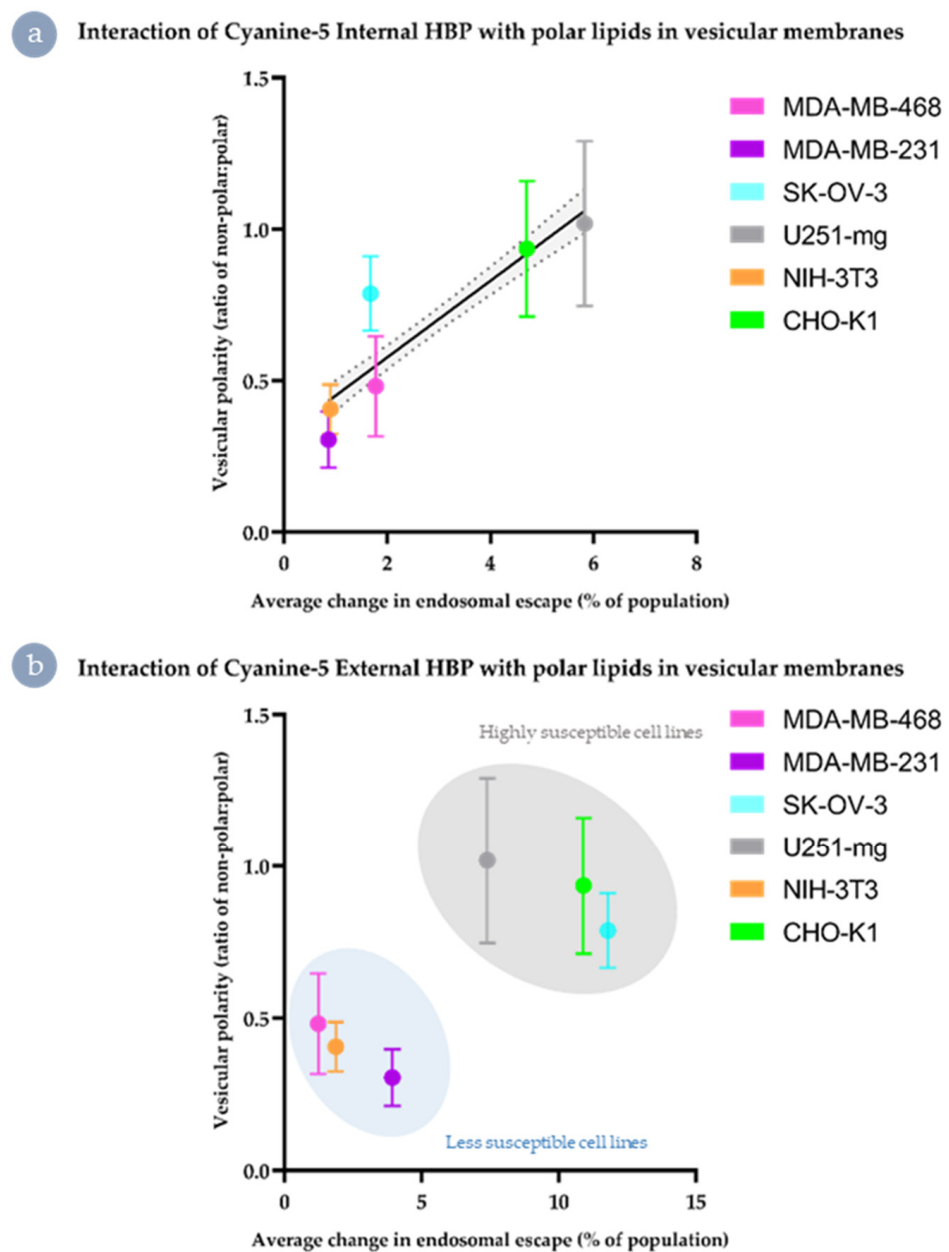 a
Interaction of Cyanine-5 Internal HBP with polar lipids in vesicular membranes
Vesicular polarity (ratio of non-polar:polar)
1.5
1.0
0.5
0.0
0
2
4
6
8
Average change in endosomal escape (% of population)
MDA-MB-468
MDA-MB-231
SK-OV-3
U251-mg
NIH-3T3
CHO-K1
b
Interaction of Cyanine-5 External HBP with polar lipids in vesicular membranes
Vesicular polarity (ratio of non-polar:polar)
1.5
1.0
0.5
0.0
Highly susceptible cell lines
Less susceptible cell lines
0
5
10
15
Average change in endosomal escape (% of population)
MDA-MB-468
MDA-MB-231
SK-OV-3
U251-mg
NIH-3T3
CHO-K1